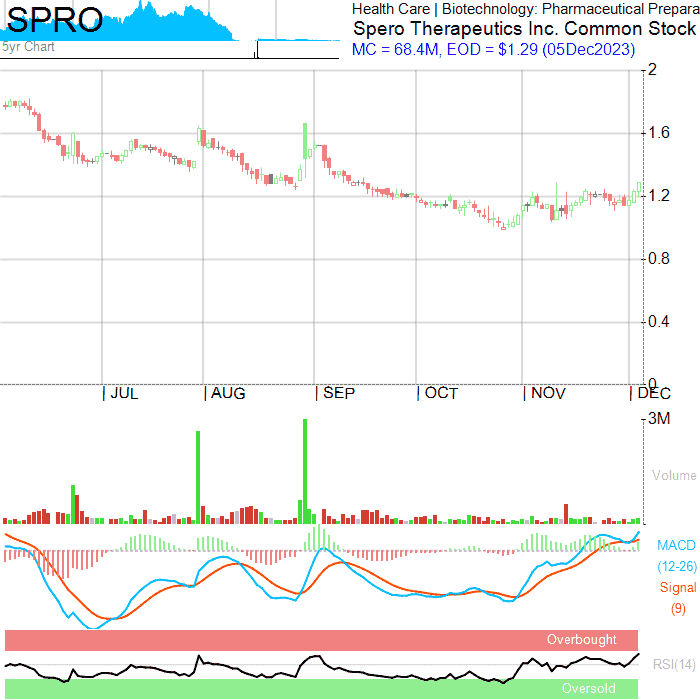 SPRO
Health Care | Biotechnology: Pharmaceutical Prepara
Spero Therapeutics Inc. Common Stock
5yr Chart
MC = 68.4M, EOD = $1.29 (05Dec2023)
2
1.6
1.2
0.8
0.4
0
| JUL | AUG | SEP | OCT | NOV | DEC
3M
Volume
MACD
(12-26)
Signal
(9)
Overbought
RSI(14)
Oversold